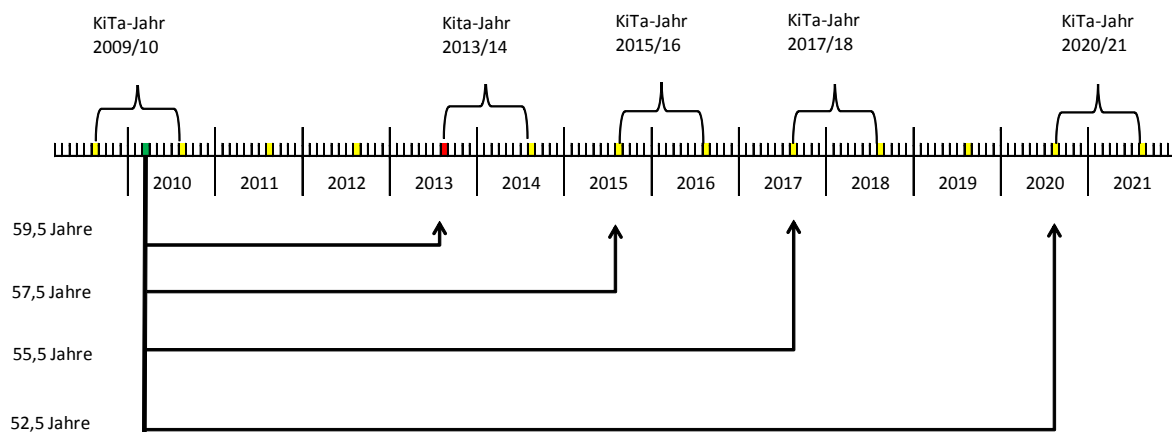 KiTa-Jahr
2009/10
Kita-Jahr
2013/14
KiTa-Jahr
2015/16
KiTa-Jahr
2017/18
KiTa-Jahr
2020/21
2010 2011 2012 2013 2014 2015 2016 2017 2018 2019 2020 2021
59,5 Jahre
57,5 Jahre
55,5 Jahre
52,5 Jahre